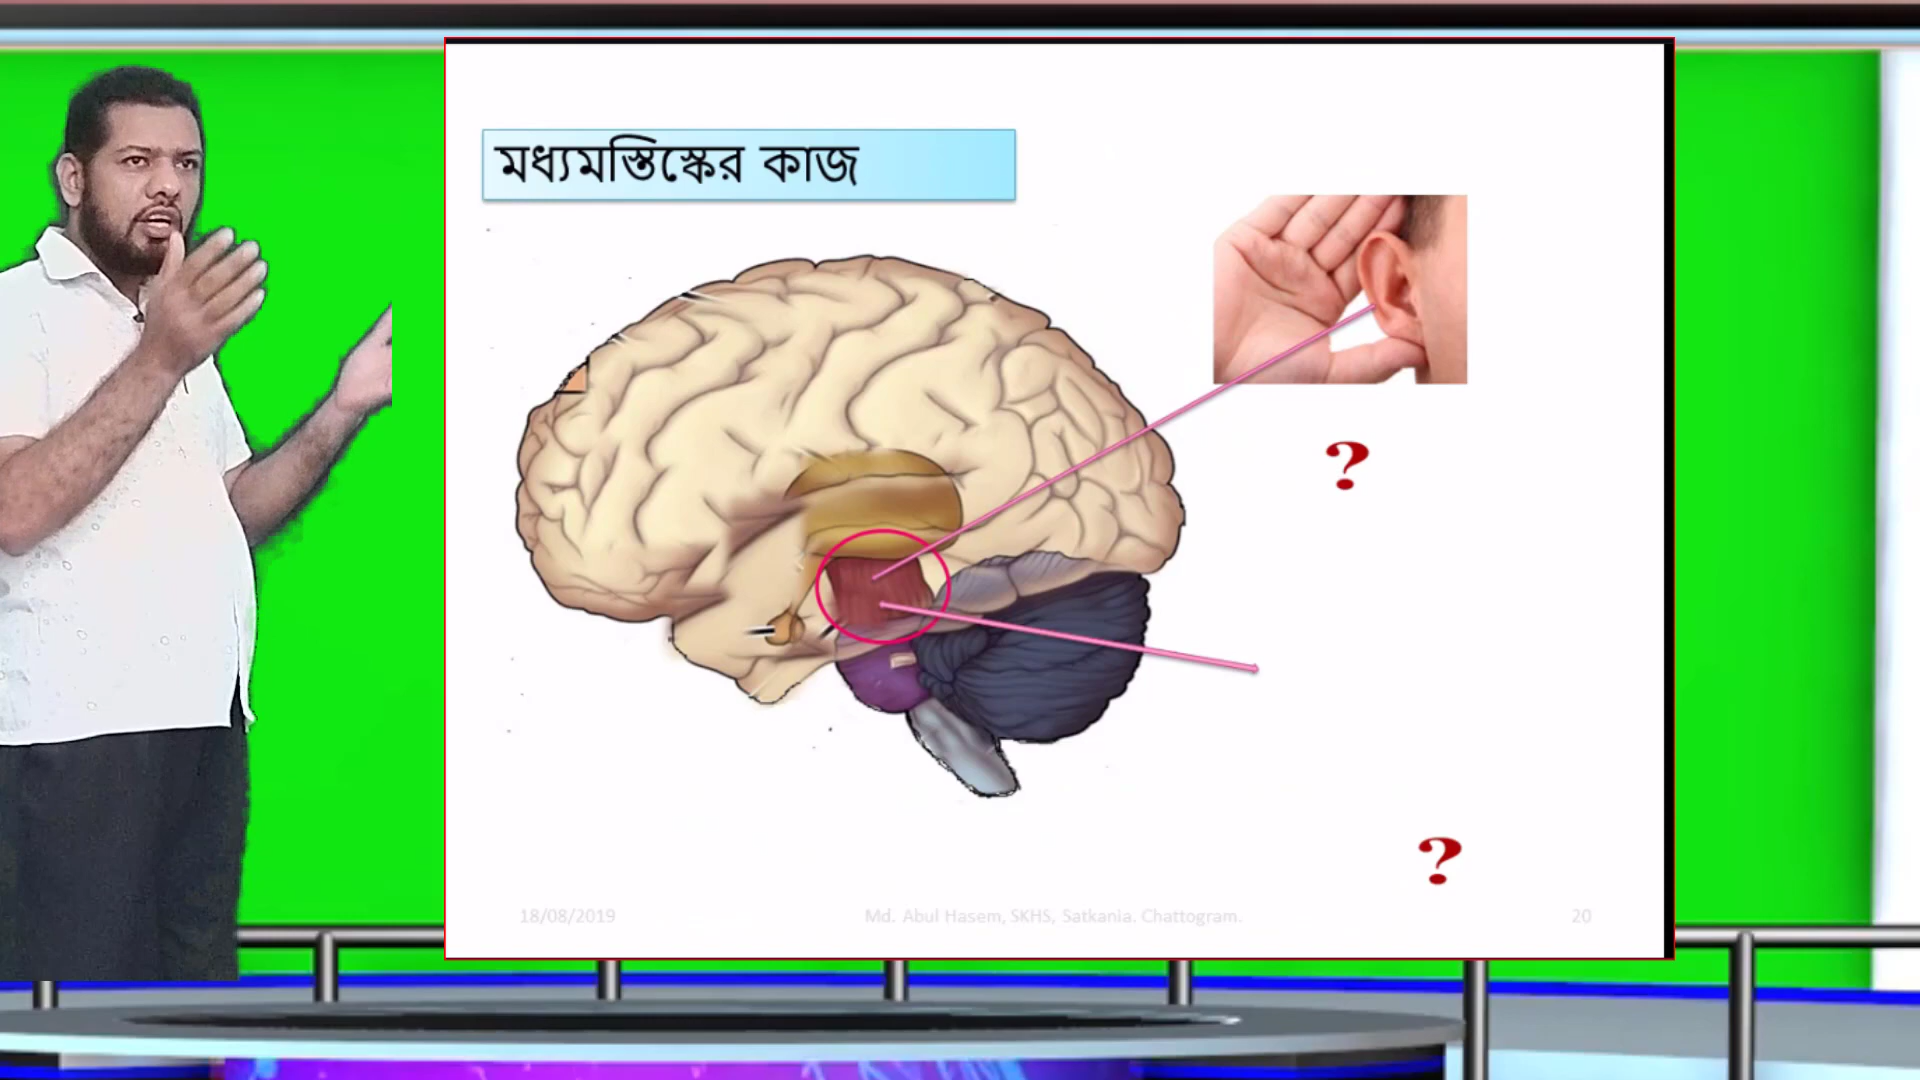 মধ্যমস্তিস্কের কাজ
?
?
18/08/2019 Md. Abul Hasem, SKHS, Satkania. Chattogram. 20